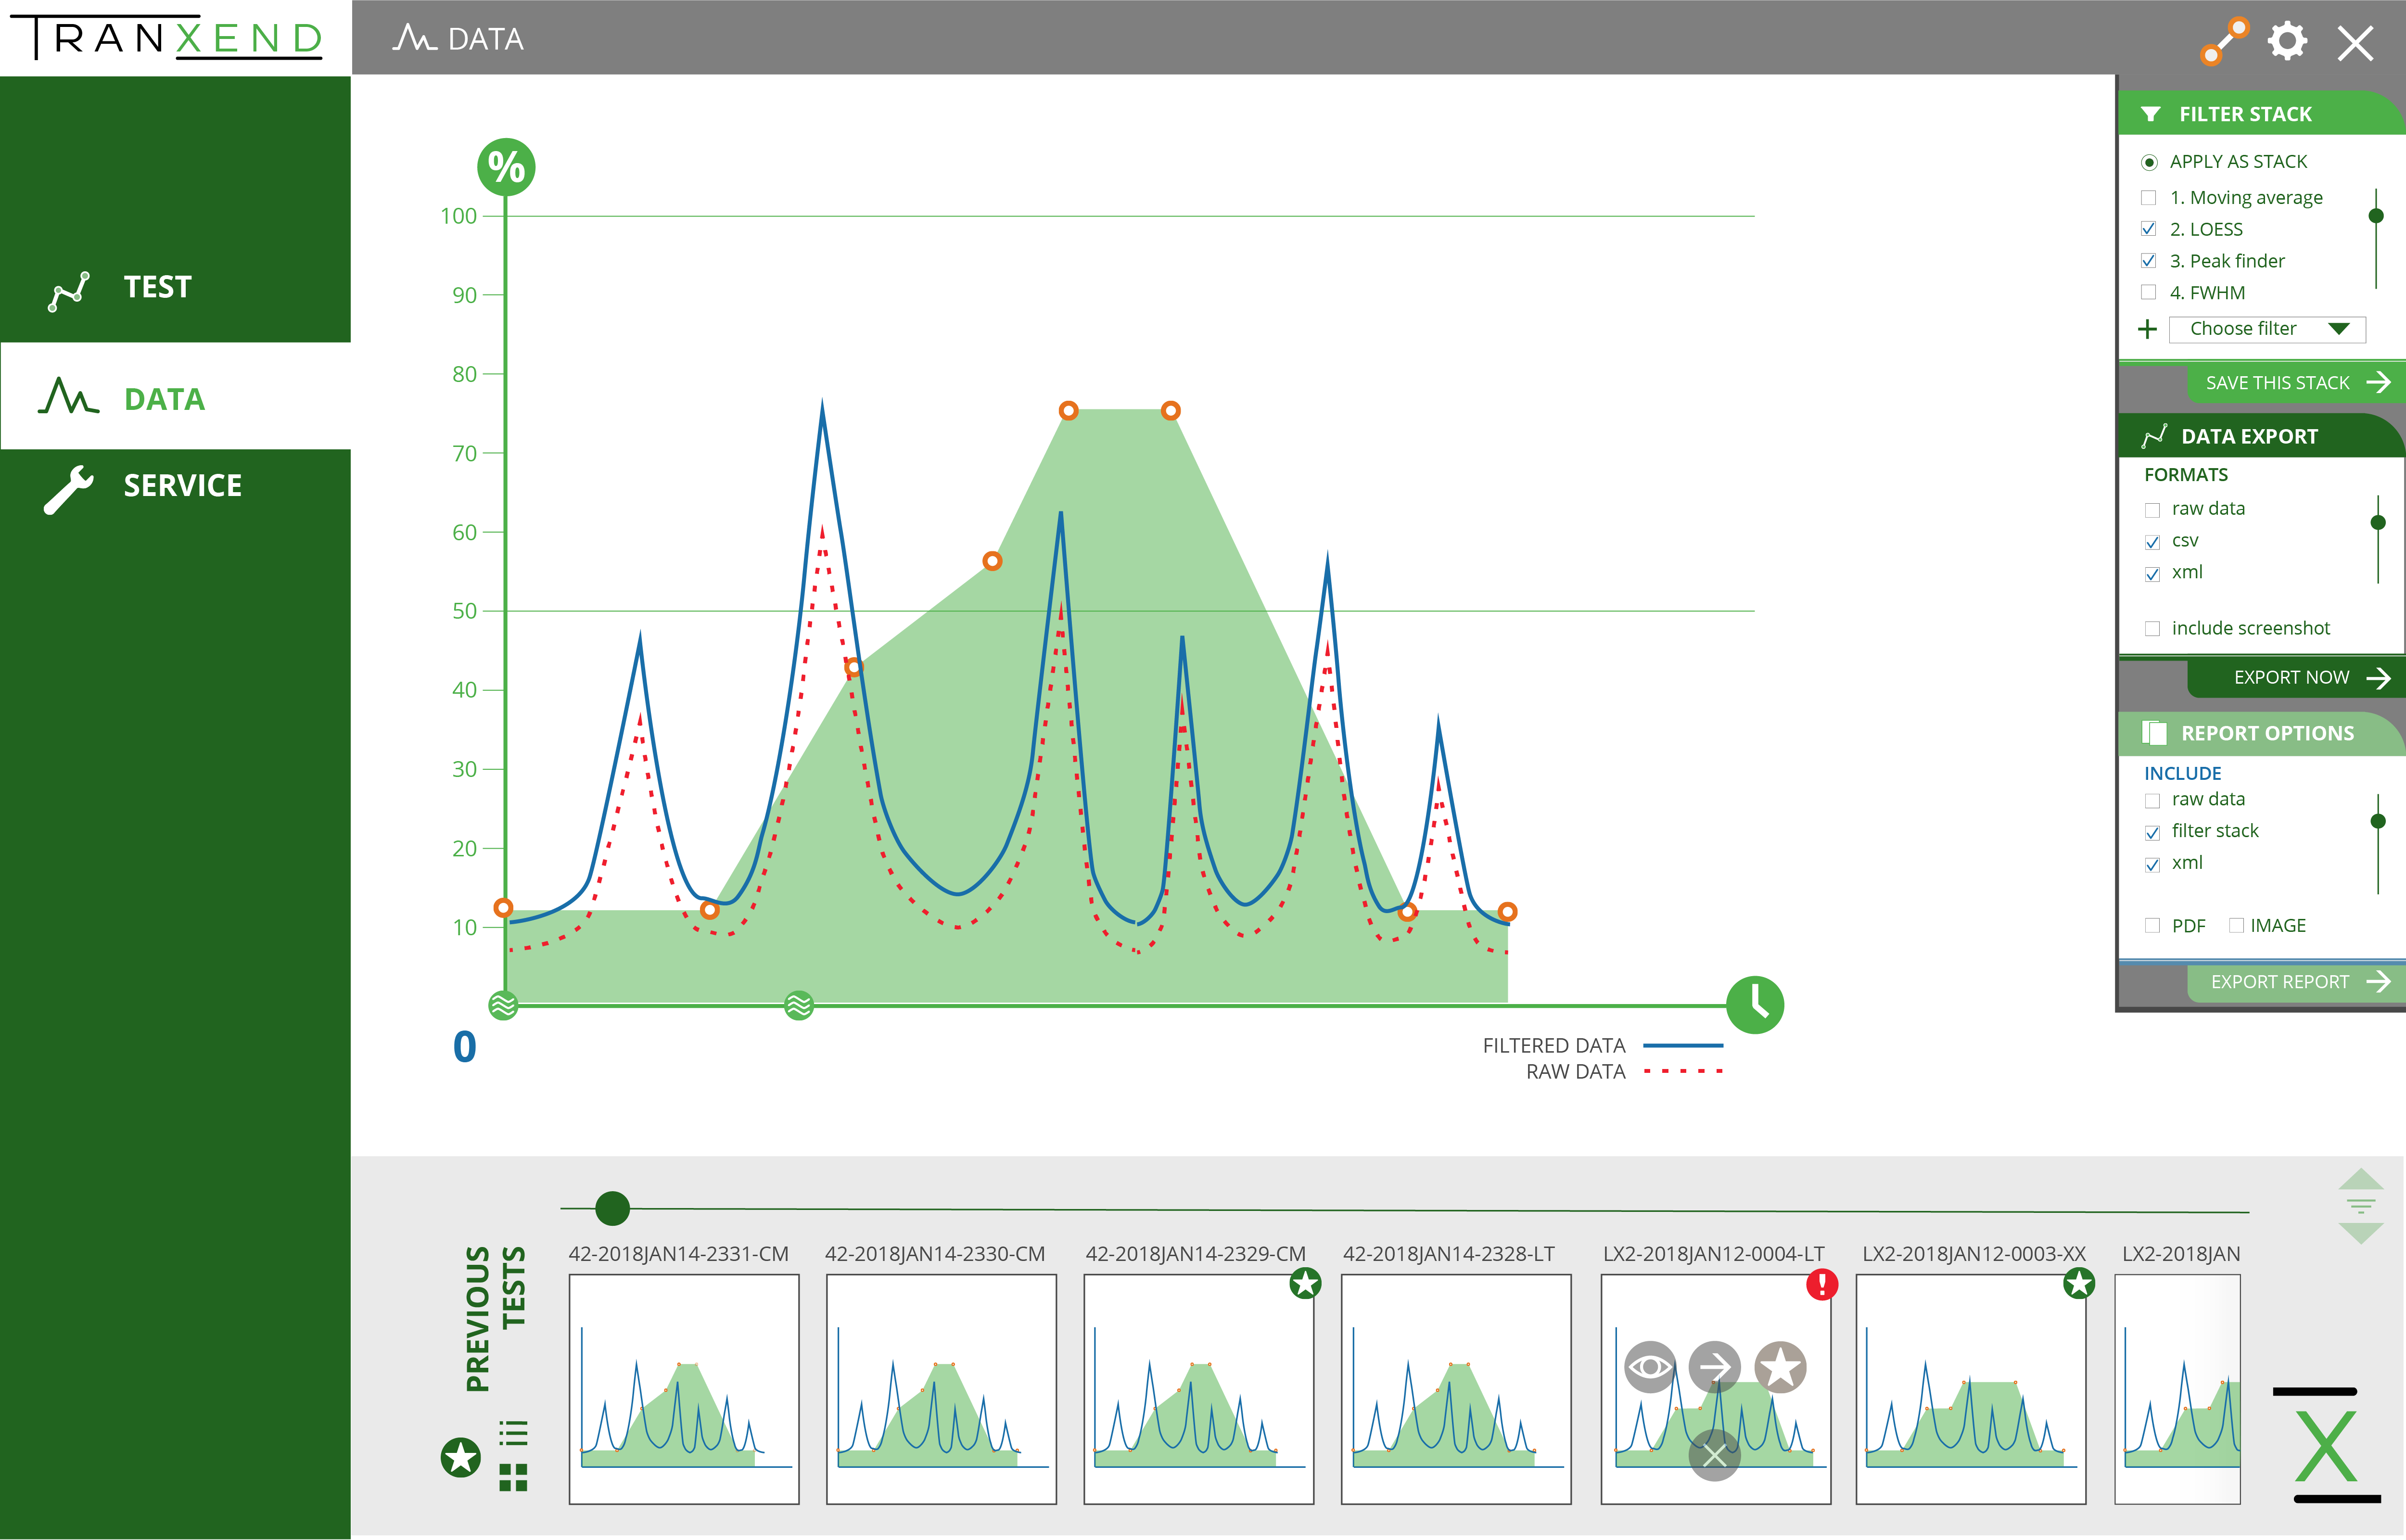 TRANXEND
DATA
TEST
DATA
SERVICE
%
100
90
80
70
60
50
40
30
20
10
0
FILTERED DATA
RAW DATA
FILTER STACK
APPLY AS STACK
1. Moving average
2. LOESS
3. Peak finder
4. FWHM
+ Choose filter
SAVE THIS STACK
DATA EXPORT
FORMATS
raw data
csv
xml
include screenshot
EXPORT NOW
REPORT OPTIONS
INCLUDE
raw data
filter stack
xml
PDF IMAGE
EXPORT REPORT
PREVIOUS
TESTS
42-2018JAN14-2331-CM
42-2018JAN14-2330-CM
42-2018JAN14-2329-CM
42-2018JAN14-2328-LT
LX2-2018JAN12-0004-LT
LX2-2018JAN12-0003-XX
LX2-2018JAN
!
X